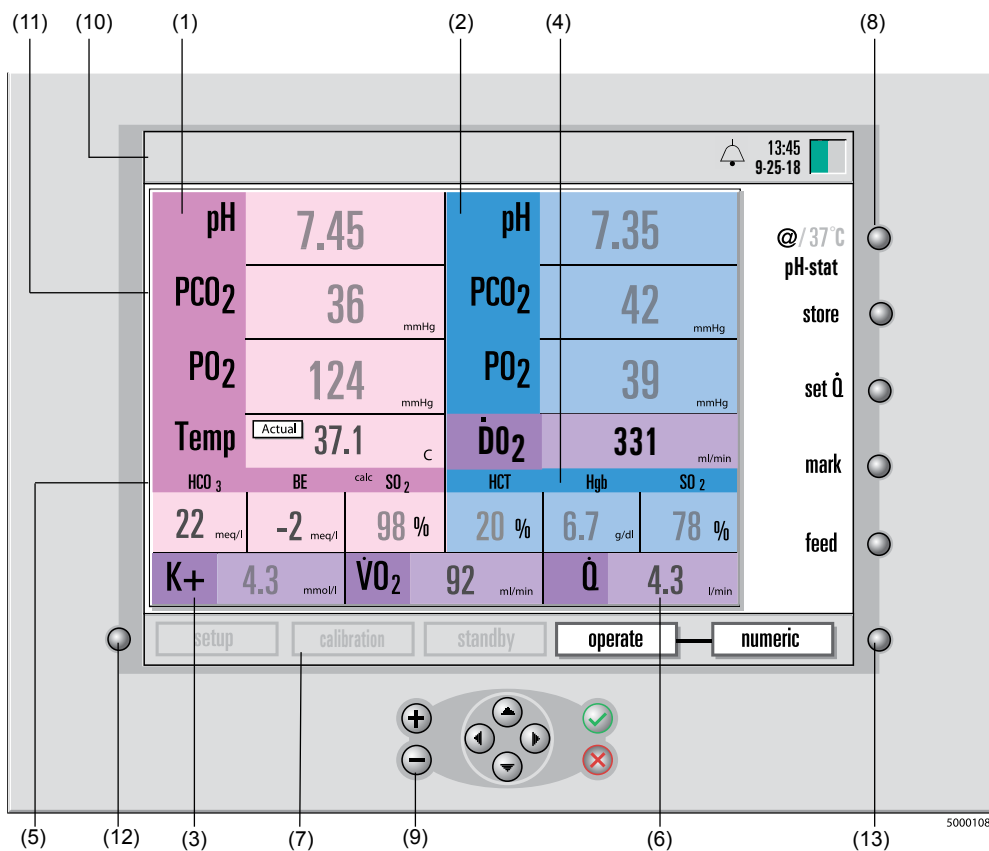 (11) (10) (1) (2) (4) (8)
13:45
9-25-18
pH 7.45 pH 7.35
@/37°C
pH-stat
PCO2 36 mmHg PCO2 42 mmHg
store
PO2 124 mmHg PO2 39 mmHg
set Q̇
Temp Actual 37.1 C ḊO2 331 ml/min
mark
HCO3 BE calc SO2 HCT Hgb SO2
22 meq/l -2 meq/l 98 % 20 % 6.7 g/dl 78 %
feed
K+ 4.3 mmol/l V̇O2 92 ml/min Q̇ 4.3 l/min
setup calibration standby operate numeric
5000108
(5) (12) (3) (7) (9) (6) (13)